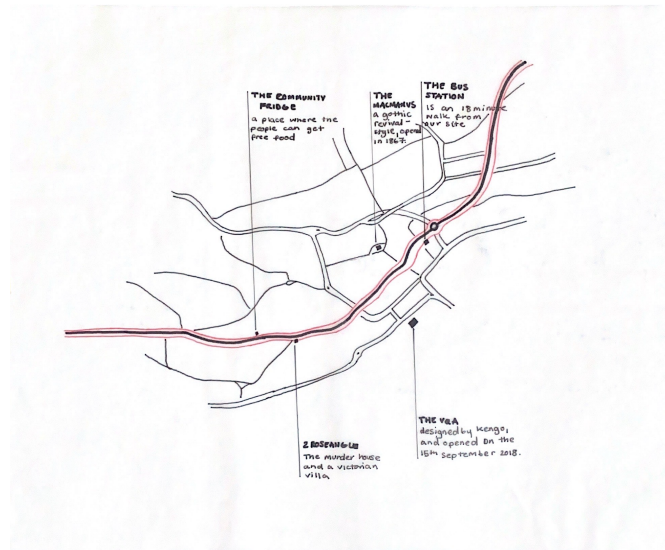 THE COMMUNITY
FRIDGE
a place where the
people can get
free food
THE
MACMANUS
a gothic
revival-
style, opened
in 1867.
THE BUS
STATION
is an 18 minute
walk from
our site
2 ROSEANGLE
The murder house
and a victorian
villa
THE V&A
designed by Kengo,
and opened on the
15th september 2018.